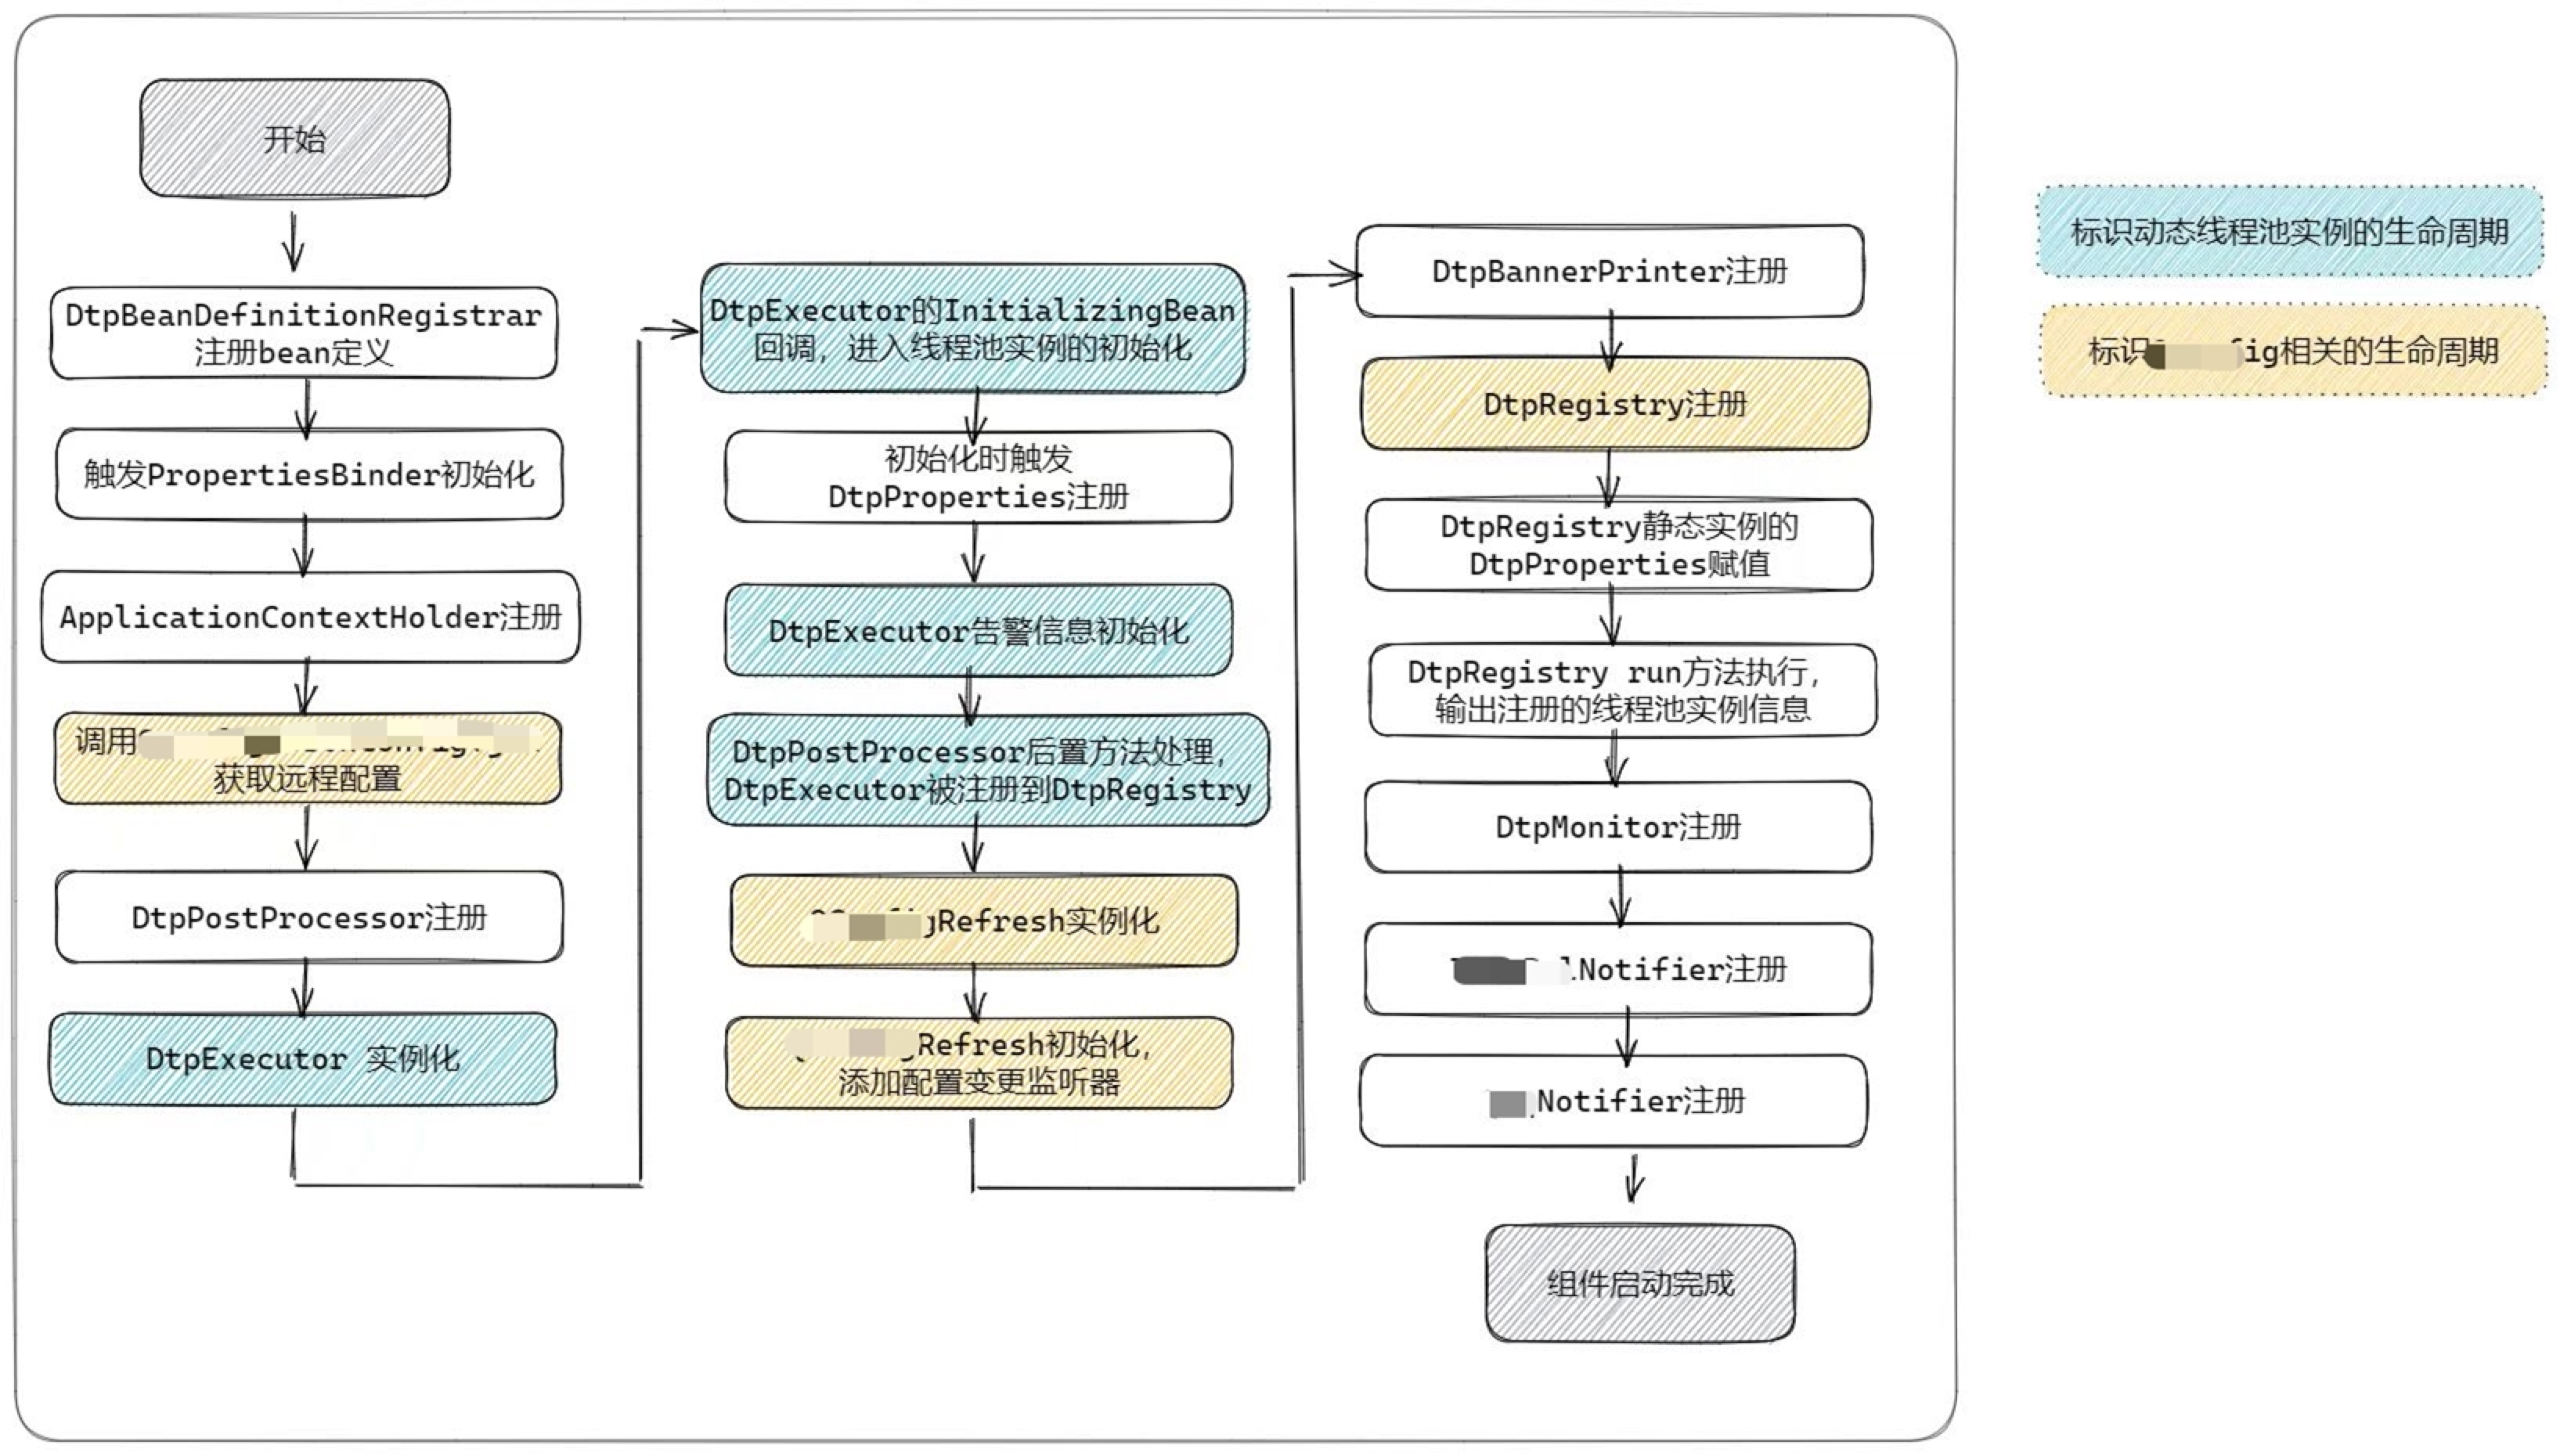 开始
DtpBeanDefinitionRegistrar
注册bean定义
触发PropertiesBinder初始化
ApplicationContextHolder注册
调用
获取远程配置
DtpPostProcessor注册
DtpExecutor 实例化
DtpExecutor的InitializingBean
回调，进入线程池实例的初始化
初始化时触发
DtpProperties注册
DtpExecutor告警信息初始化
DtpPostProcessor后置方法处理，
DtpExecutor被注册到DtpRegistry
Refresh实例化
Refresh初始化，
添加配置变更监听器
DtpBannerPrinter注册
DtpRegistry注册
DtpRegistry静态实例的
DtpProperties赋值
DtpRegistry run方法执行，
输出注册的线程池实例信息
DtpMonitor注册
Notifier注册
Notifier注册
组件启动完成
标识动态线程池实例的生命周期
标识 相关的生命周期